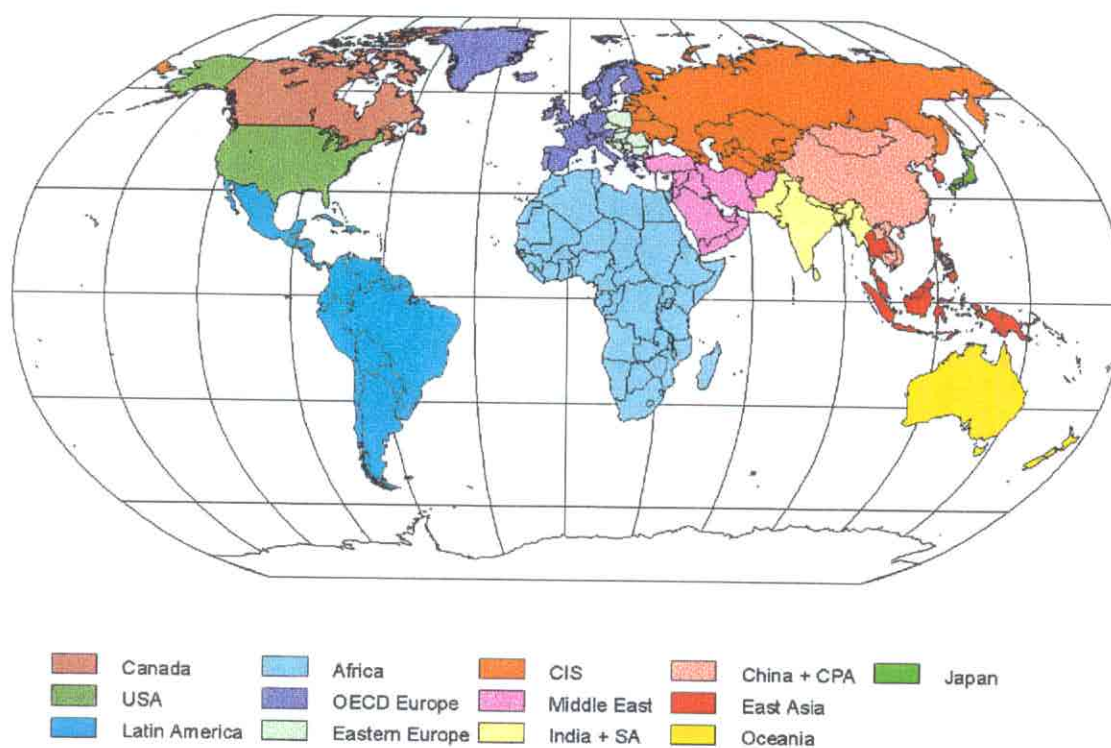 Canada
USA
Latin America
Africa
OECD Europe
Eastern Europe
CIS
Middle East
India + SA
China + CPA
East Asia
Oceania
Japan